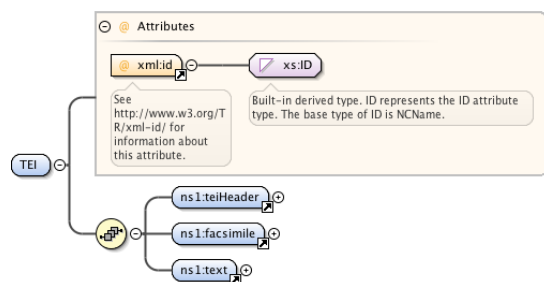 @ Attributes
@ xml:id
xs:ID
See
http://www.w3.org/T
R/xml-id/ for
information about
this attribute.
Built-in derived type. ID represents the ID attribute
type. The base type of ID is NCName.
TEI
ns1:teiHeader
ns1:facsimile
ns1:text